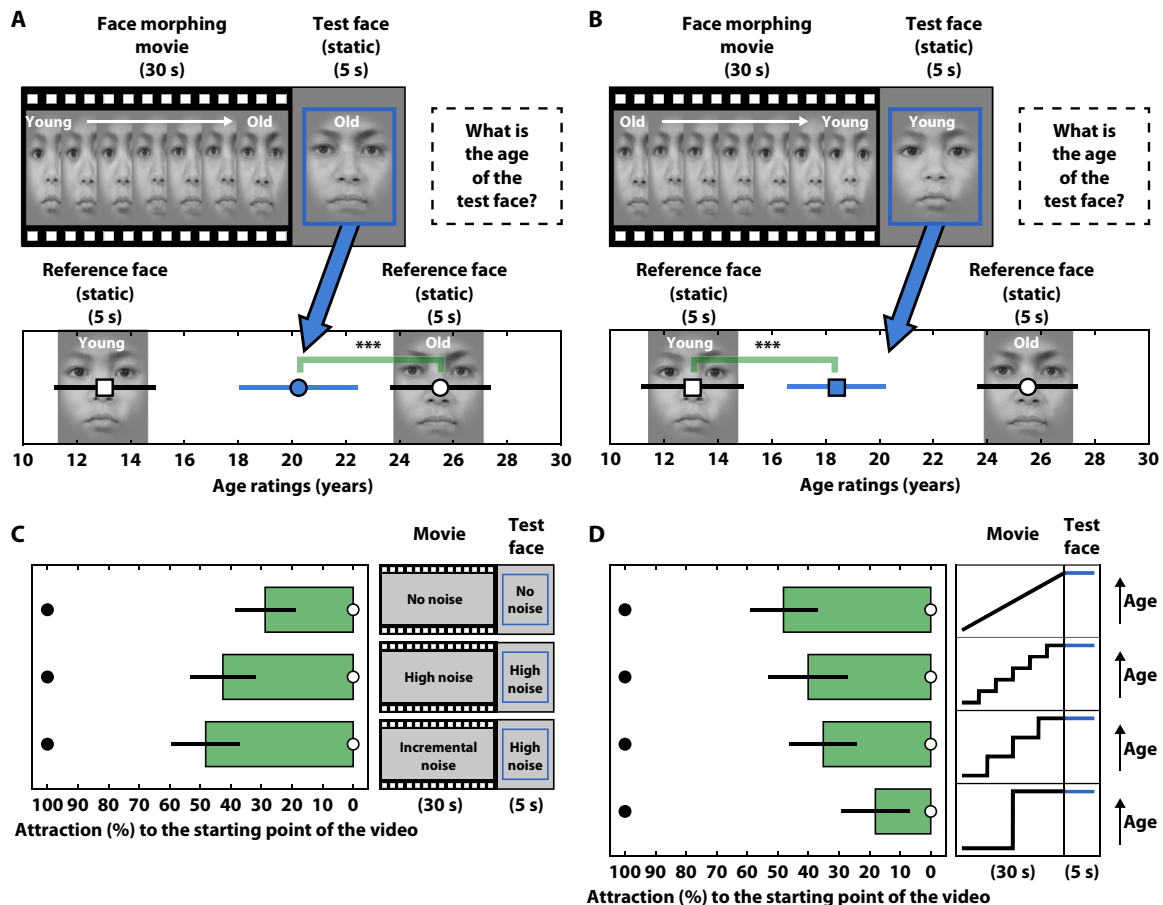 A
Face morphing
movie
(30 s)
Test face
(static)
(5 s)
Young
Old
Old
What is
the age
of the
test face?
Reference face
(static)
(5 s)
Reference face
(static)
(5 s)
Young
***
Old
10 12 14 16 18 20 22 24 26 28 30
Age ratings (years)
B
Face morphing
movie
(30 s)
Test face
(static)
(5 s)
Old
Young
Young
What is
the age
of the
test face?
Reference face
(static)
(5 s)
Reference face
(static)
(5 s)
Young
***
Old
10 12 14 16 18 20 22 24 26 28 30
Age ratings (years)
C
Movie
Test
face
No noise
No
noise
High noise
High
noise
Incremental
noise
High
noise
100 90 80 70 60 50 40 30 20 10 0
(30 s)
(5 s)
Attraction (%) to the starting point of the video
D
Movie
Test
face
Age
Age
Age
Age
100 90 80 70 60 50 40 30 20 10 0
(30 s)
(5 s)
Attraction (%) to the starting point of the video